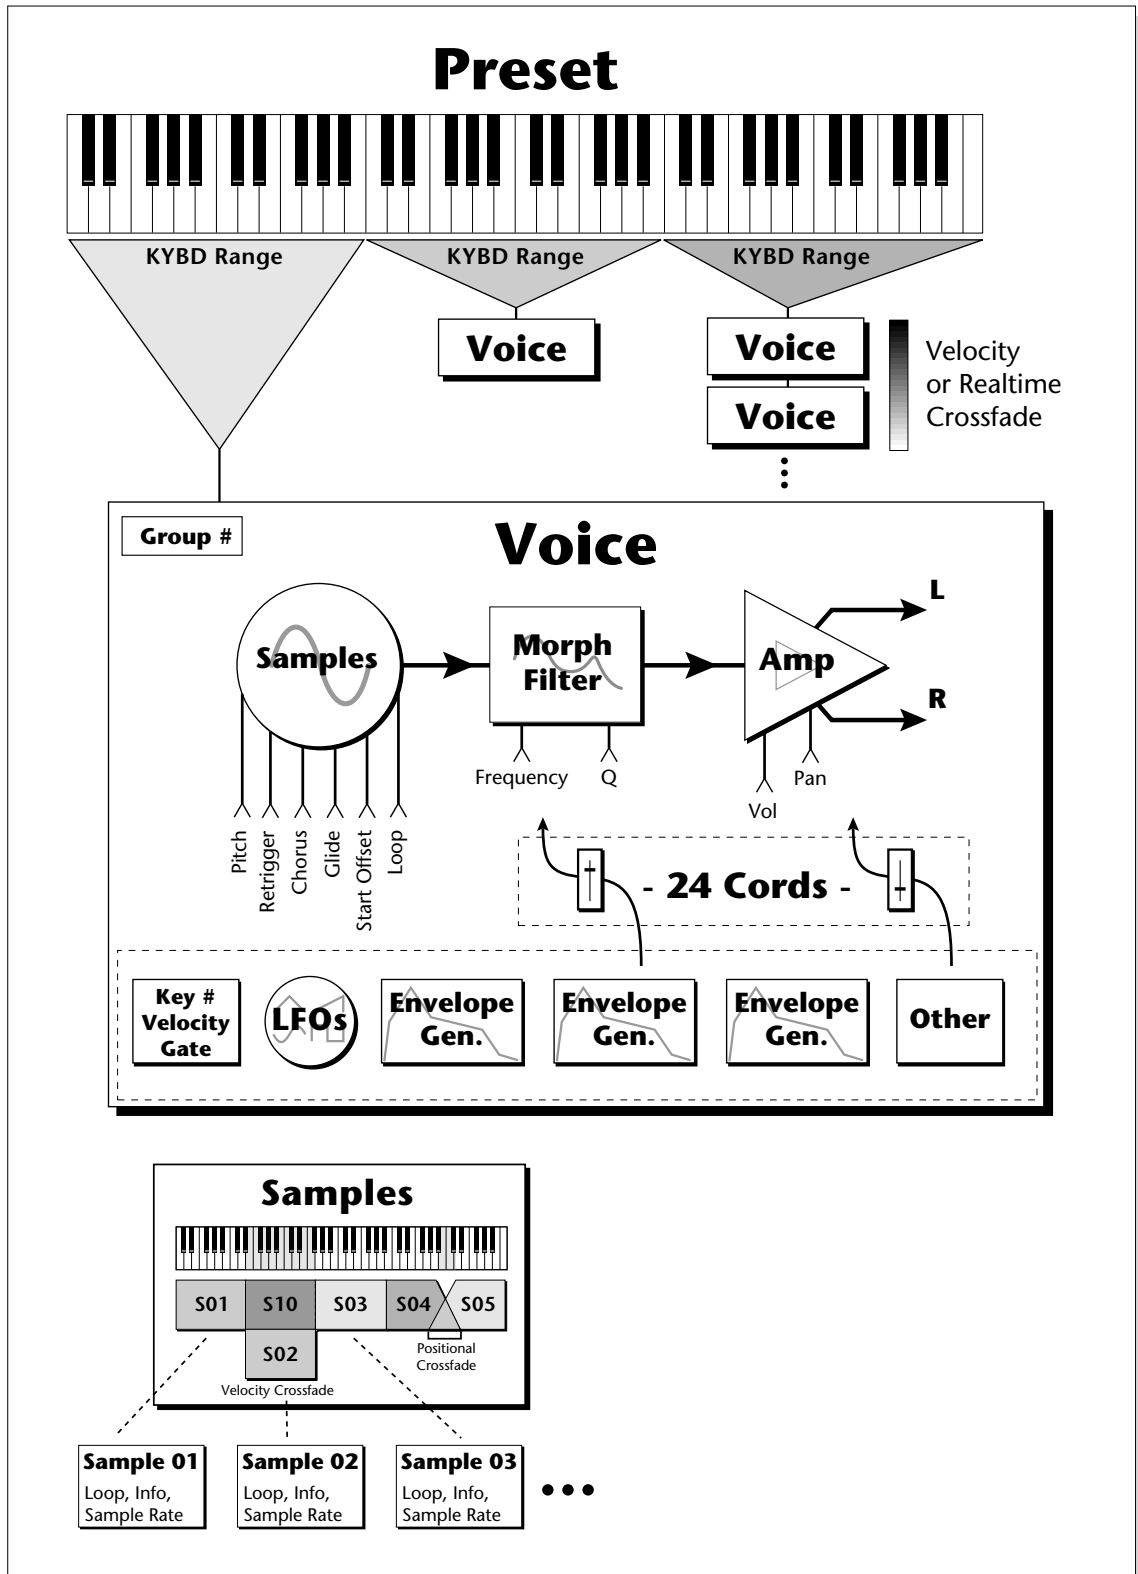 Preset
KYBD Range
KYBD Range
KYBD Range
Voice
Voice
Voice
Velocity
or Realtime
Crossfade
Group #
Voice
Samples
Morph
Filter
Amp
L
R
Frequency
Q
Vol
Pan
Pitch
Retrigger
Chorus
Glide
Start Offset
Loop
- 24 Cords -
Key #
Velocity
Gate
LFOs
Envelope
Gen.
Envelope
Gen.
Envelope
Gen.
Other
Samples
S01
S10
S03
S04
S05
S02
Positional
Crossfade
Velocity Crossfade
Sample 01
Loop, Info,
Sample Rate
Sample 02
Loop, Info,
Sample Rate
Sample 03
Loop, Info,
Sample Rate